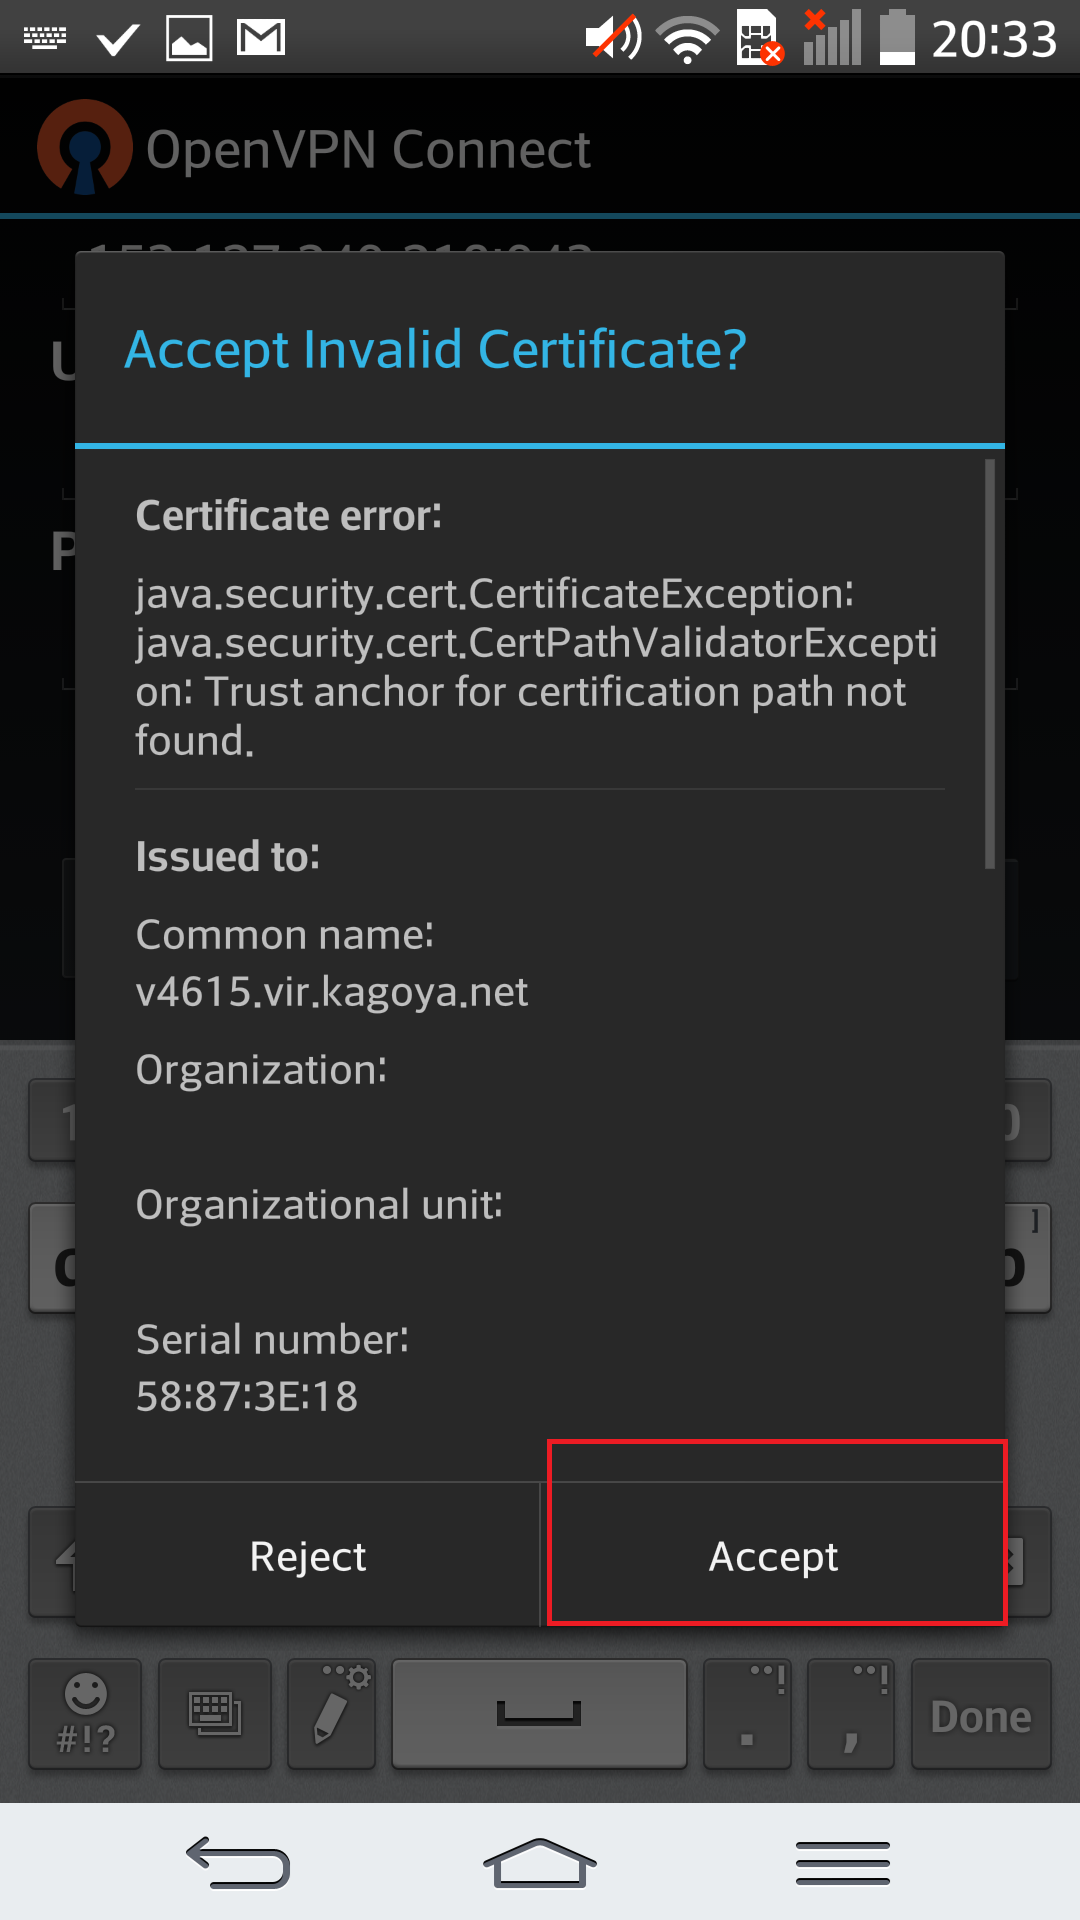 20:33
OpenVPN Connect
Accept Invalid Certificate?
Certificate error:
java.security.cert.CertificateException:
java.security.cert.CertPathValidatorExcepti
on: Trust anchor for certification path not
found.
Issued to:
Common name:
v4615.vir.kagoya.net
Organization:
Organizational unit:
Serial number:
58:87:3E:18
Reject
Accept
#!?
Done